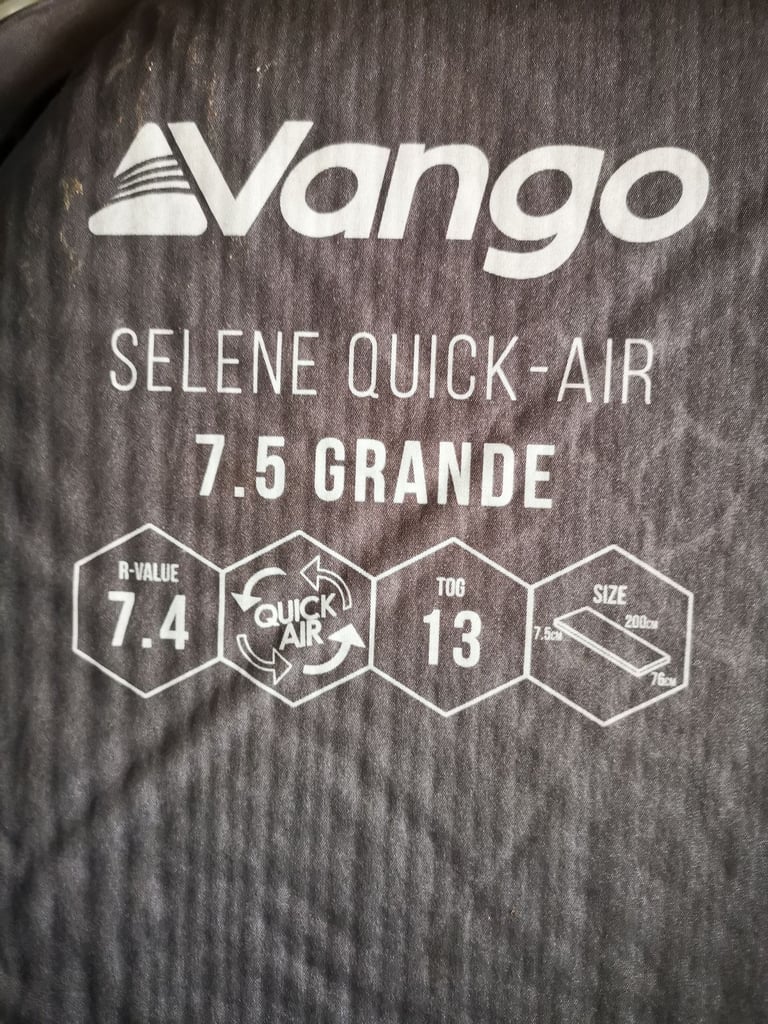 Vango
SELENE QUICK-AIR
7.5 GRANDE
R-VALUE
7.4
QUICK
AIR
TOG
13
SIZE
7.5CM
200CM
76CM